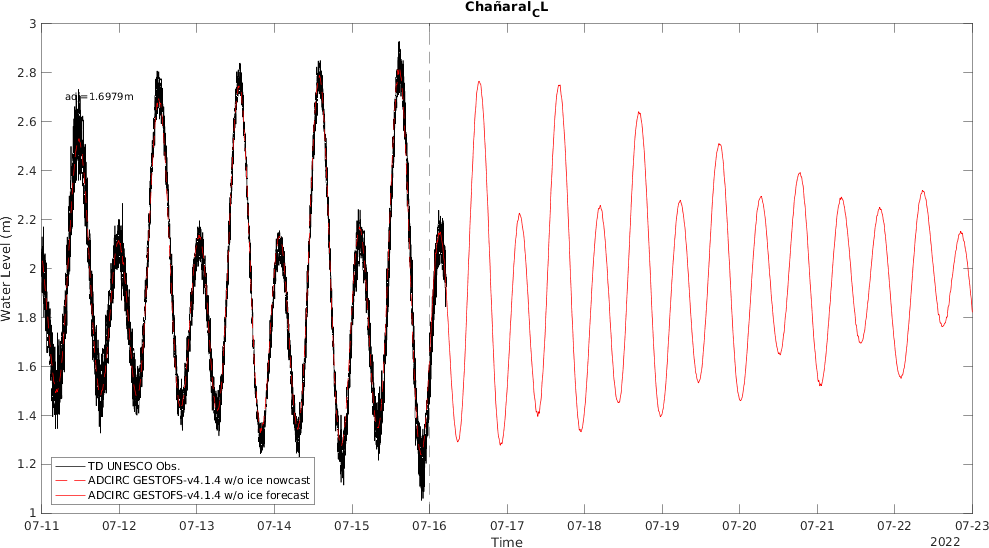 Chañaral_CL
3
2.8
2.6
2.4
2.2
2
1.8
1.6
1.4
1.2
1
Water Level (m)
adj=1.6979m
TD UNESCO Obs.
ADCIRC GESTOFS-v4.1.4 w/o ice nowcast
ADCIRC GESTOFS-v4.1.4 w/o ice forecast
07-11 07-12 07-13 07-14 07-15 07-16 07-17 07-18 07-19 07-20 07-21 07-22 07-23
Time
2022